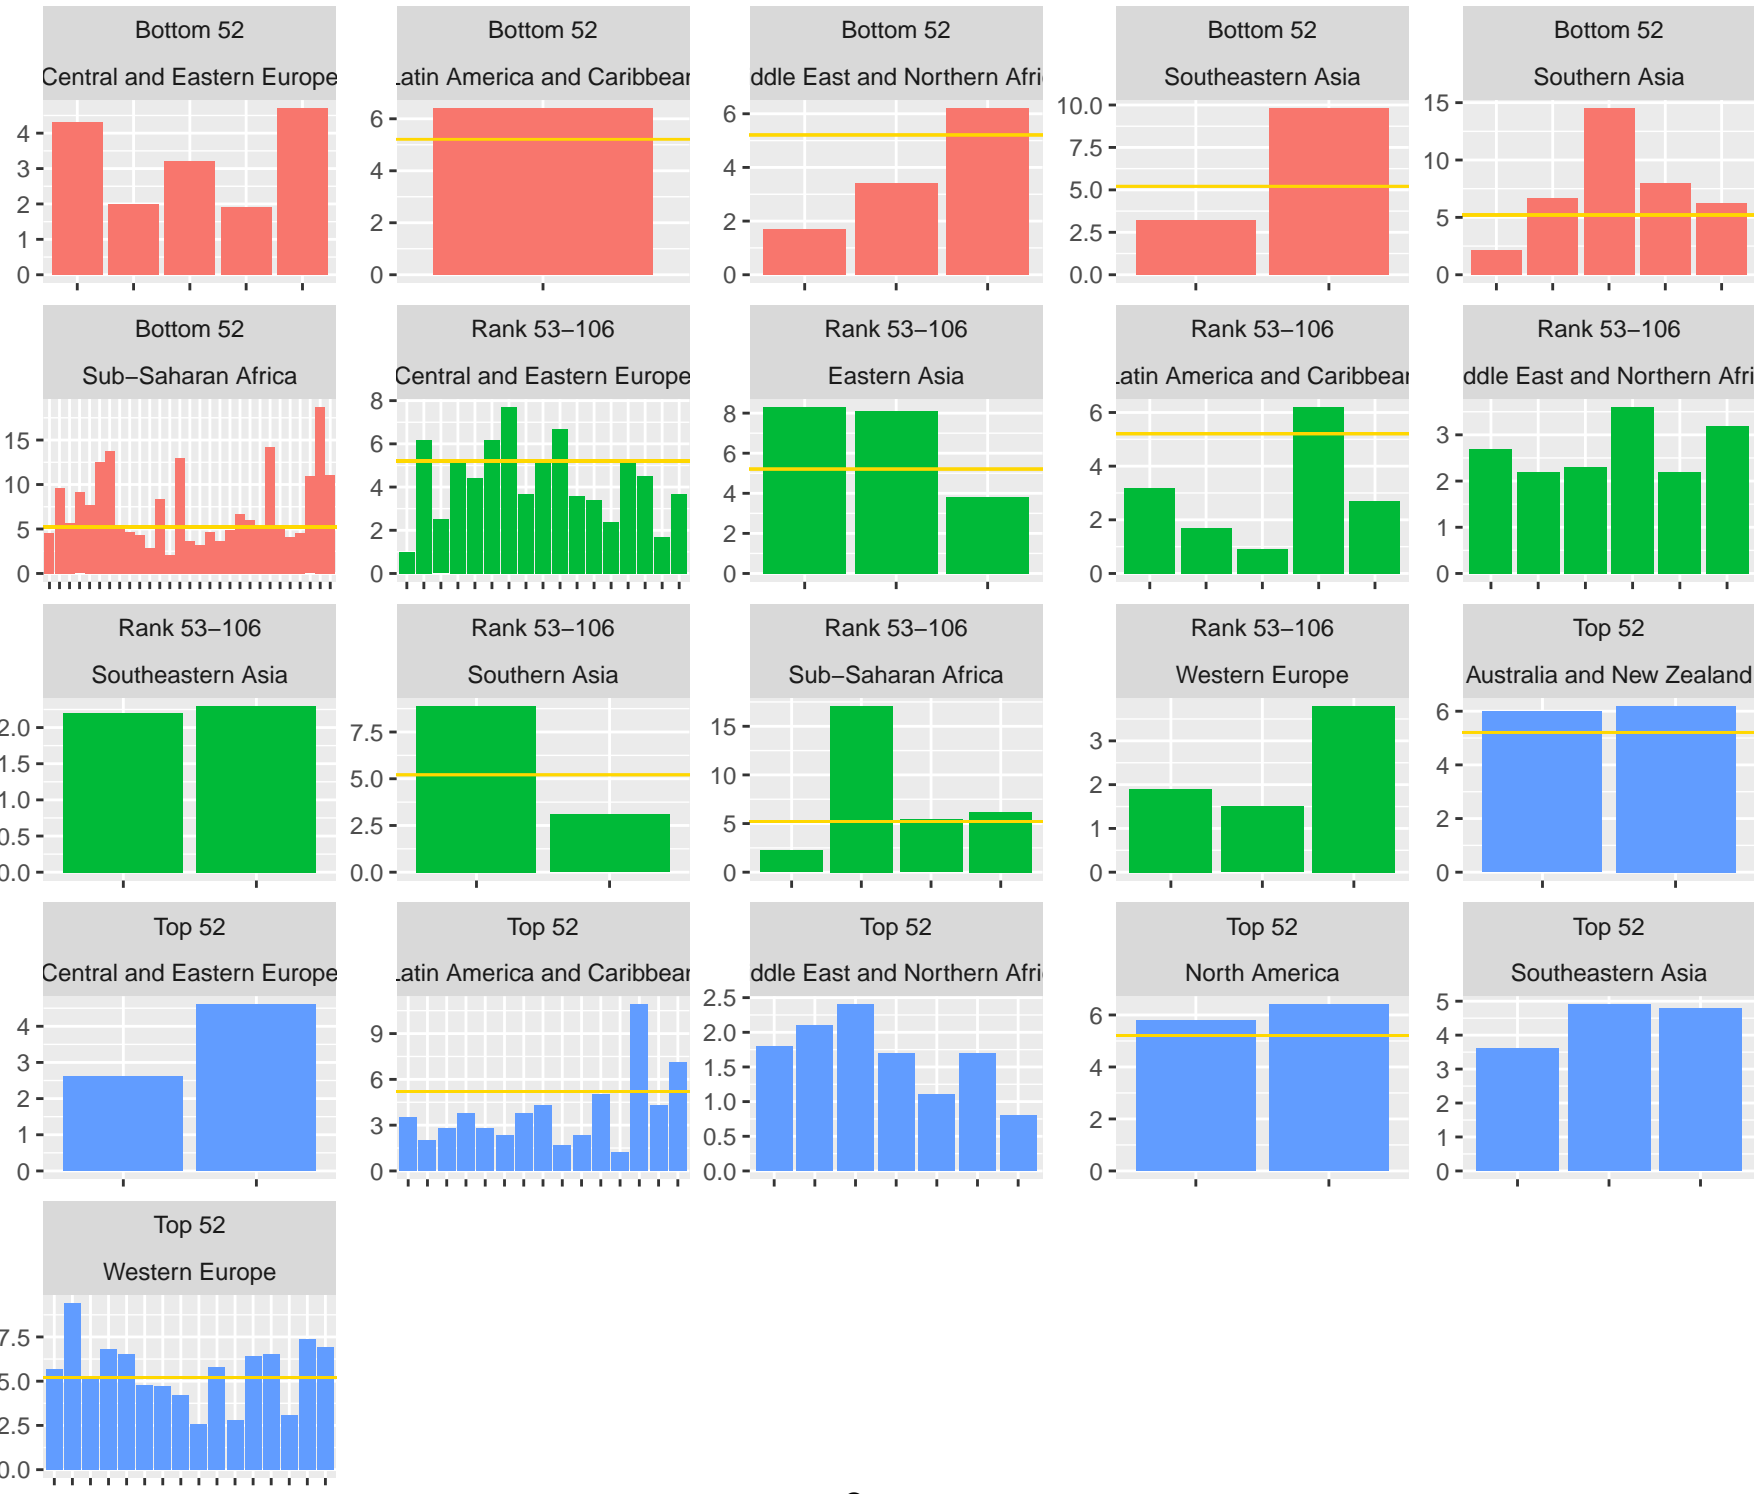 Bottom 52
Central and Eastern Europe
4
3
2
1
0
Bottom 52
Latin America and Caribbean
6
4
2
0
Bottom 52
ddle East and Northern Afri
6
4
2
0
Bottom 52
Southeastern Asia
10.0
7.5
5.0
2.5
0.0
Bottom 52
Southern Asia
15
10
5
0
Bottom 52
Sub−Saharan Africa
15
10
5
0
Rank 53−106
Central and Eastern Europe
8
6
4
2
0
Rank 53−106
Eastern Asia
8
6
4
2
0
Rank 53−106
Latin America and Caribbean
6
4
2
0
Rank 53−106
ddle East and Northern Afri
3
2
1
0
Rank 53−106
Southeastern Asia
2.0
1.5
1.0
0.5
0.0
Rank 53−106
Southern Asia
7.5
5.0
2.5
0.0
Rank 53−106
Sub−Saharan Africa
15
10
5
0
Rank 53−106
Western Europe
3
2
1
0
Top 52
Australia and New Zealand
6
4
2
0
Top 52
Central and Eastern Europe
4
3
2
1
0
Top 52
Latin America and Caribbean
9
6
3
0
Top 52
ddle East and Northern Afri
2.5
2.0
1.5
1.0
0.5
0.0
Top 52
North America
6
4
2
0
Top 52
Southeastern Asia
5
4
3
2
1
0
Top 52
Western Europe
7.5
5.0
2.5
0.0